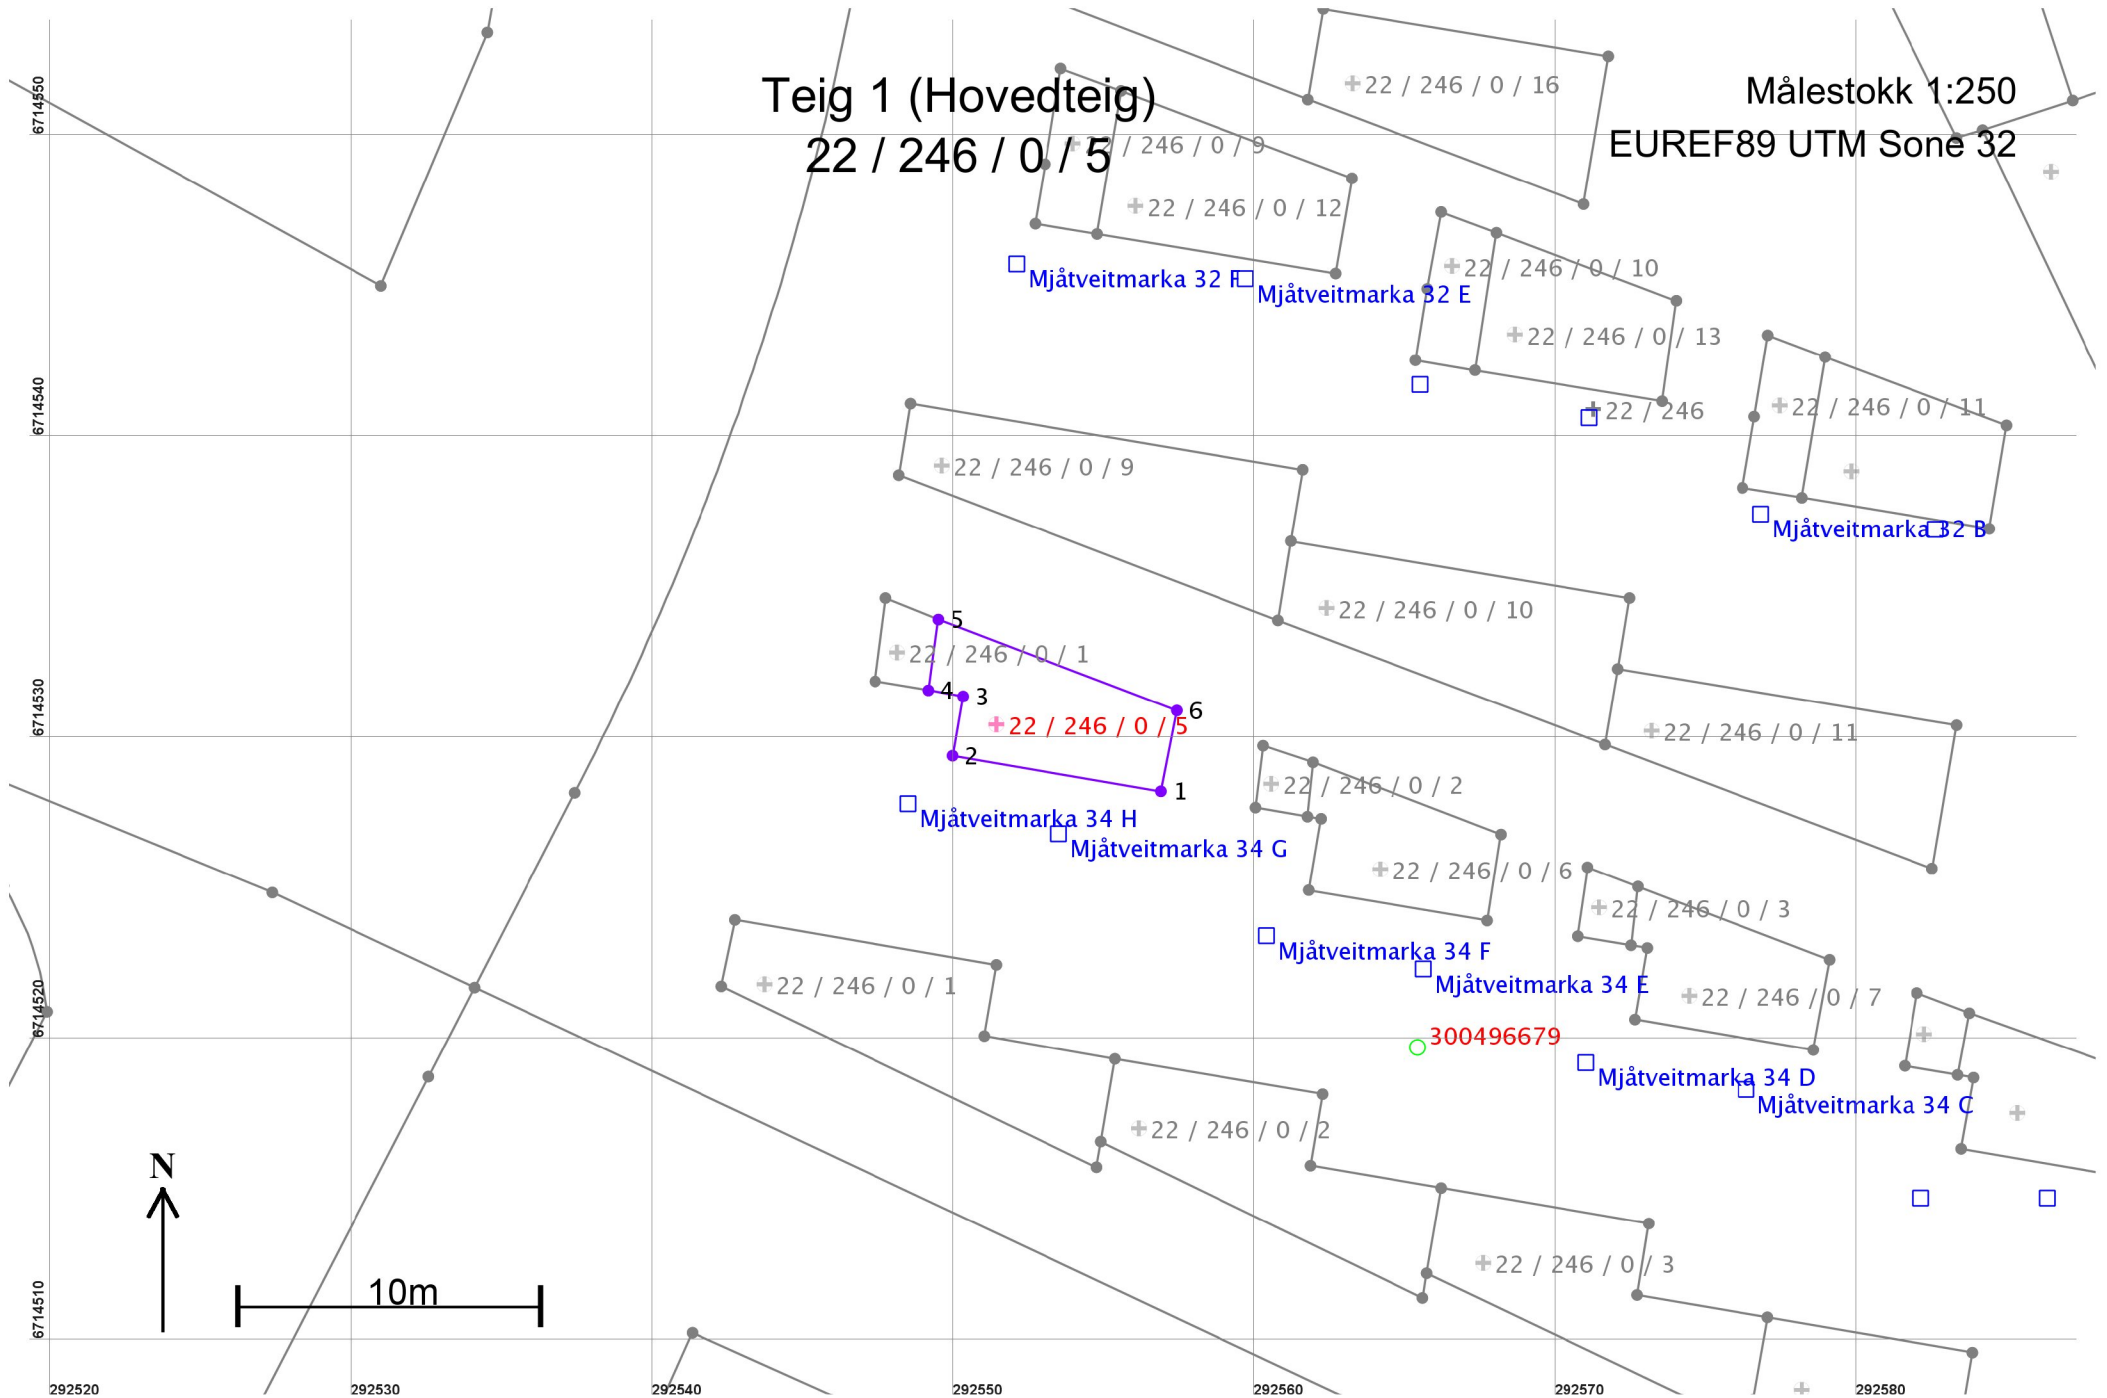 Teig 1 (Hovedteig)
22 / 246 / 0 / 5
Målestokk 1:250
EUREF89 UTM Sone 32
22 / 246 / 0 / 16
22 / 246 / 0 / 9
22 / 246 / 0 / 12
Mjåtveitmarka 32 F
Mjåtveitmarka 32 E
22 / 246 / 0 / 10
22 / 246 / 0 / 13
22 / 246
22 / 246 / 0 / 11
Mjåtveitmarka 32 B
22 / 246 / 0 / 9
22 / 246 / 0 / 10
22 / 246 / 0 / 11
5
22 / 246 / 0 / 1
4
3
6
22 / 246 / 0 / 5
2
1
Mjåtveitmarka 34 H
Mjåtveitmarka 34 G
22 / 246 / 0 / 2
22 / 246 / 0 / 6
22 / 246 / 0 / 3
Mjåtveitmarka 34 F
Mjåtveitmarka 34 E
22 / 246 / 0 / 7
22 / 246 / 0 / 1
300496679
Mjåtveitmarka 34 D
Mjåtveitmarka 34 C
22 / 246 / 0 / 2
22 / 246 / 0 / 3
N
10m
6714550
6714540
6714530
6714520
6714510
292520
292530
292540
292550
292560
292570
292580